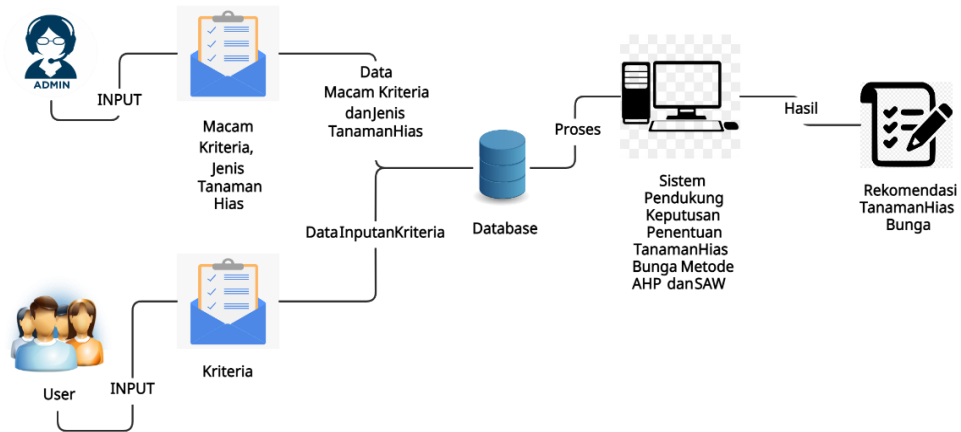 ADMIN
INPUT
Macam
Kriteria,
Jenis
Tanaman
Hias
Data
Macam Kriteria
danJenis
TanamanHias
DataInputanKriteria
User
INPUT
Kriteria
Database
Proses
Sistem
Pendukung
Keputusan
Penentuan
TanamanHias
Bunga Metode
AHP danSAW
Hasil
Rekomendasi
TanamanHias
Bunga